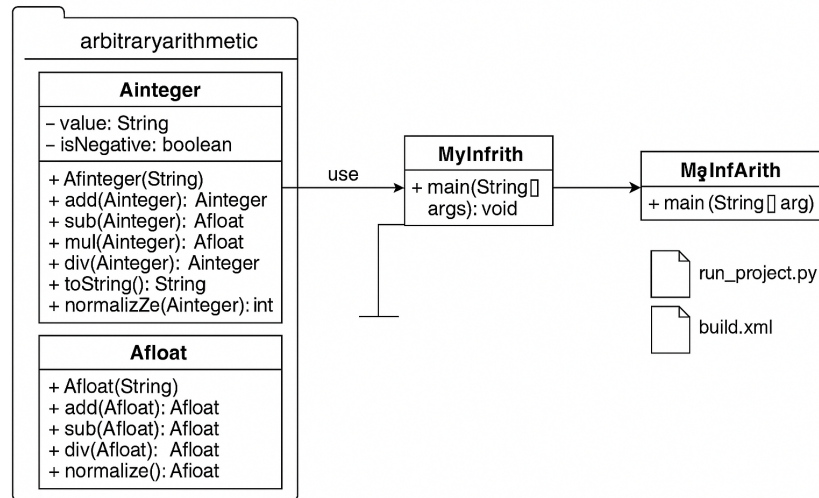 arbitraryarithmetic
Ainteger
– value: String
– isNegative: boolean
+ Afinteger(String)
+ add(Ainteger): Ainteger
+ sub(Ainteger): Afloat
+ mul(Ainteger): Afloat
+ div(Ainteger): Ainteger
+ toString(): String
+ normalizZe(Ainteger): int
Afloat
+ Afloat(String)
+ add(Afloat): Afloat
+ sub(Afloat): Afloat
+ div(Afloat): Afloat
+ normalize(): Afloat
use
MyInfrith
+ main(String[]
args): void
+ main (String[] arg)
run_project.py
build.xml